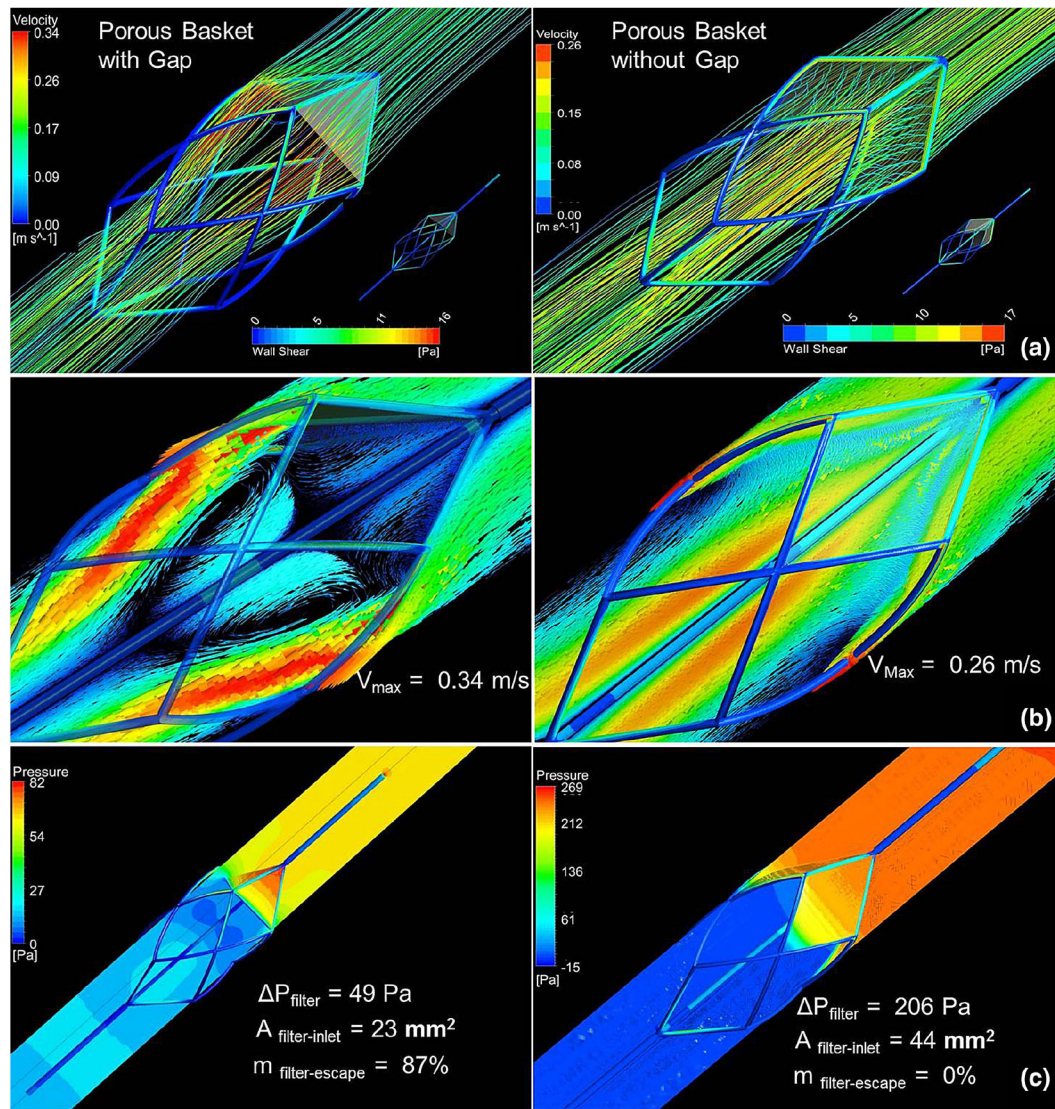 Velocity
0.34
0.25
0.17
0.08
0.00
[m s^-1]
Porous Basket
with Gap
0
5
11
16
Wall Shear
[Pa]
Velocity
0.26
0.15
0.08
0.00
[m s^-1]
Porous Basket
without Gap
0
5
10
17
Wall Shear
[Pa]
(a)
Vmax = 0.34 m/s
VMax = 0.26 m/s
(b)
Pressure
82
54
27
0
[Pa]
ΔPfilter = 49 Pa
A filter-inlet = 23 mm²
m filter-escape = 87%
Pressure
269
212
136
61
-15
[Pa]
ΔPfilter = 206 Pa
A filter-inlet = 44 mm²
m filter-escape = 0%
(c)